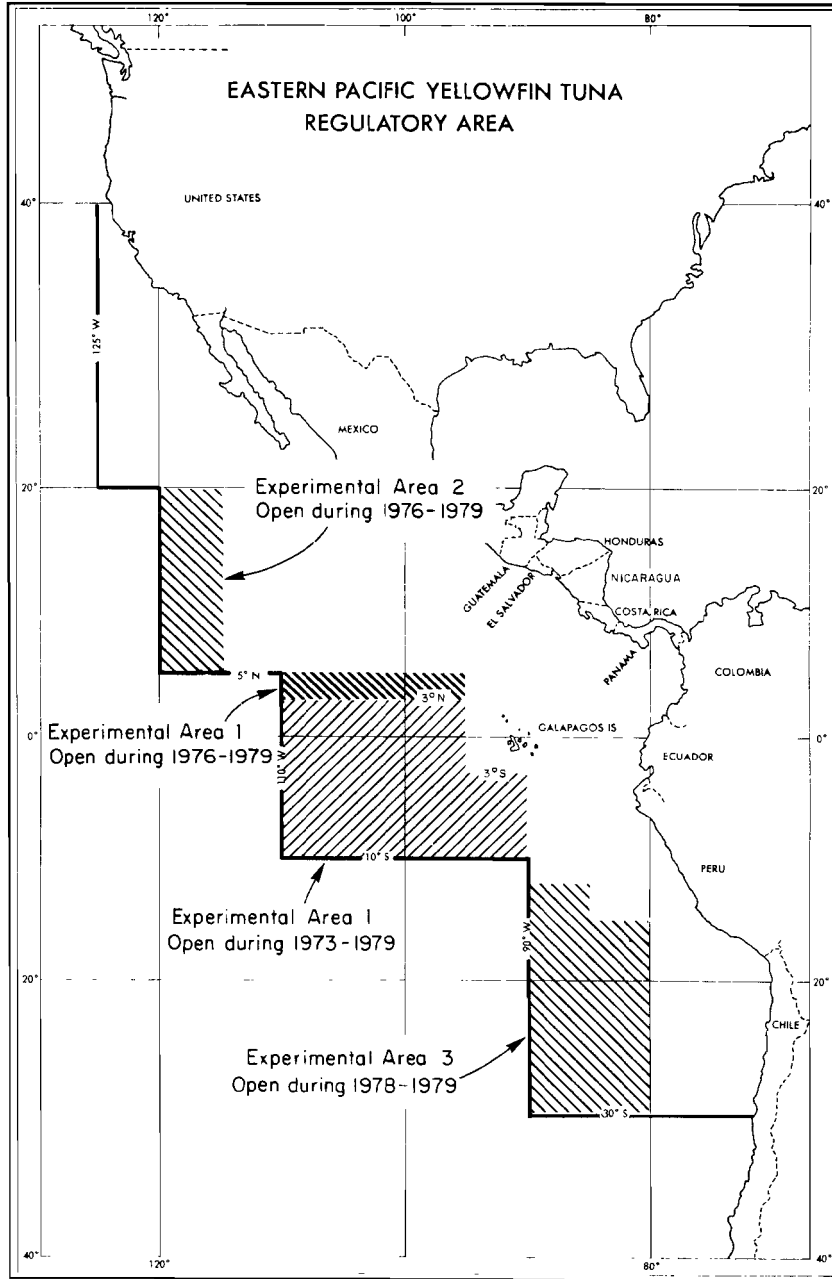 120°
100°
80°
EASTERN PACIFIC YELLOWFIN TUNA
REGULATORY AREA
UNITED STATES
40°
40°
125° W
MEXICO
20°
20°
Experimental Area 2
Open during 1976-1979
HONDURAS
GUATEMALA
EL SALVADOR
NICARAGUA
COSTA RICA
PANAMA
COLOMBIA
5° N
3° N
Experimental Area 1
Open during 1976-1979
GALAPAGOS IS
0°
0°
ECUADOR
110° W
3° S
10° S
PERU
Experimental Area 1
Open during 1973-1979
90° W
20°
20°
CHILE
Experimental Area 3
Open during 1978-1979
30° S
40°
120°
100°
80°
40°